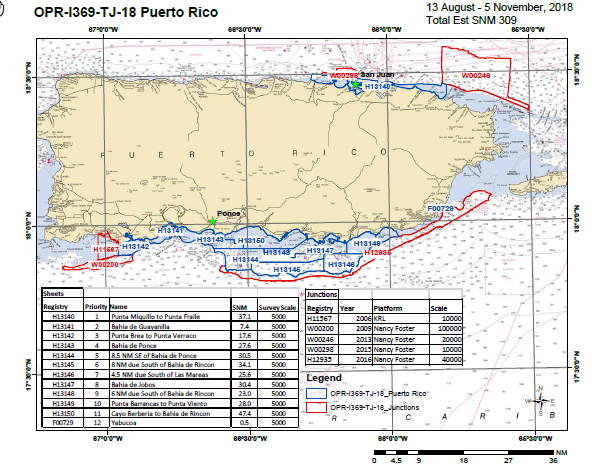 OPR-I369-TJ-18 Puerto Rico
13 August - 5 November, 2018
Total Est SNM 309
67°0'0"W 66°30'0"W 66°0'0"W
18°30'0"N 18°30'0"N
W00298 San Juan
H13140
W00246
PUERTO RICO
F00729
Ponce
18°0'0"N 18°0'0"N
H13141
H11567 H13142 H13143 H13150 H13149
W00200 H13144 H13148 H13147 H12935
H13145 H13146
Sheets
Registry Priority Name SNM Survey Scale
H13140 1 Punta Miquillo to Punta Fraile 37.1 5000
H13141 2 Bahia de Guayanilla 7.4 5000
H13142 3 Punta Brea to Punta Verraco 17.6 5000
H13143 4 Bahia de Ponce 27.6 5000
H13144 5 8.5 NM SE of Bahia de Ponce 30.5 5000
H13145 6 8 NM due South of Bahia de Rincon 34.1 5000
H13146 7 4.5 NM due South of Las Mareas 25.6 5000
H13147 8 Bahia de Jobos 30.4 5000
H13148 9 6 NM due South of Bahia de Rincon 23.0 5000
H13149 10 Punta Barrancas to Punta Viento 28.0 5000
H13150 11 Cayo Berberia to Bahia de Rincon 47.4 5000
F00729 12 Yabucoa 0.5 5000
Junctions
Registry Year Platform Scale
H11567 2006 KRL 10000
W00200 2009 Nancy Foster 100000
W00246 2013 Nancy Foster 20000
W00298 2015 Nancy Foster 10000
H12935 2016 Nancy Foster 40000
17°30'0"N 17°30'0"N
Legend
OPR-I369-TJ-18_Puerto Rico
OPR-I369-TJ-18_Junctions
R C A R I B
N
W E
S
67°0'0"W 66°30'0"W 66°0'0"W
NM
0 4.5 9 18 27 36